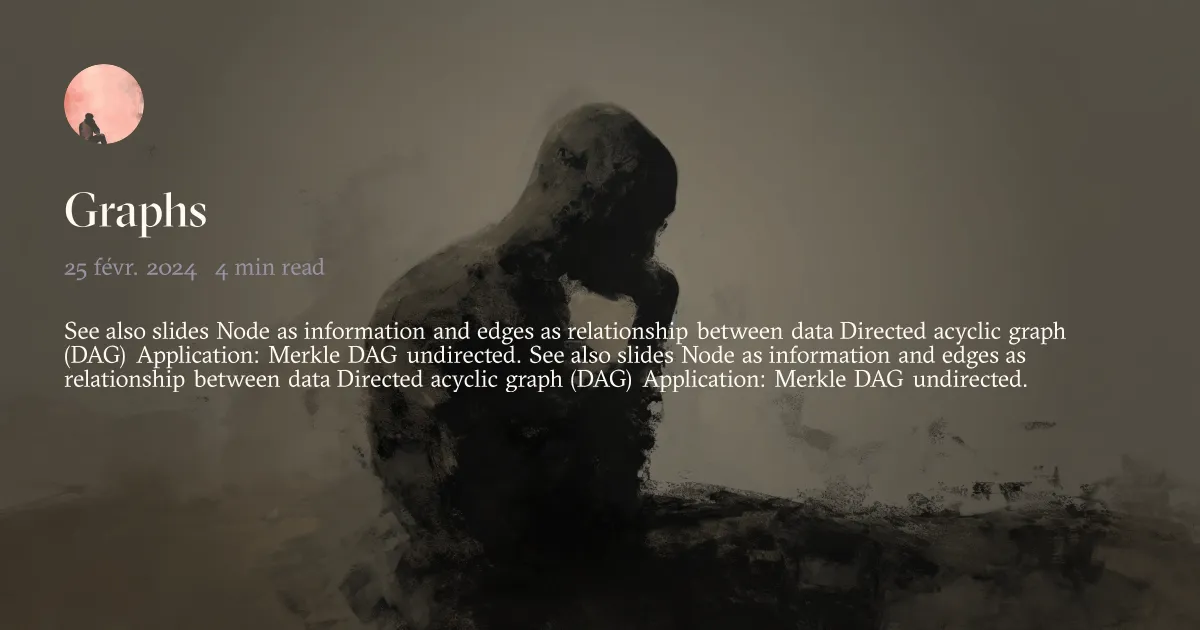 Graphs
25 févr. 2024 4 min read
See also slides Node as information and edges as relationship between data Directed acyclic graph
(DAG) Application: Merkle DAG undirected. See also slides Node as information and edges as
relationship between data Directed acyclic graph (DAG) Application: Merkle DAG undirected.